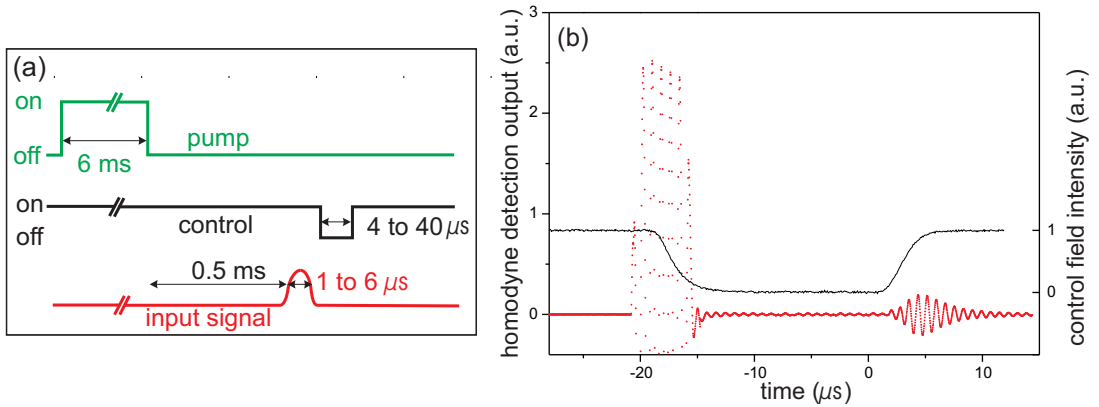 (a)
on
off
pump
6 ms
on
off
control
4 to 40 μs
0.5 ms
1 to 6 μs
input signal
(b)
homodyne detection output (a.u.)
3
2
1
0
control field intensity (a.u.)
1
0
-20
-10
0
10
time (μs)